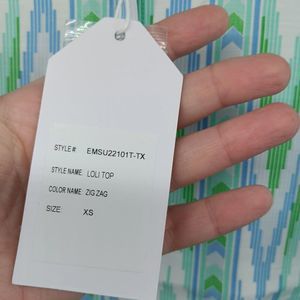 STYLE# EMSU22101T-TX
STYLE NAME: LOLI TOP
COLOR NAME: ZIG ZAG
SIZE XS